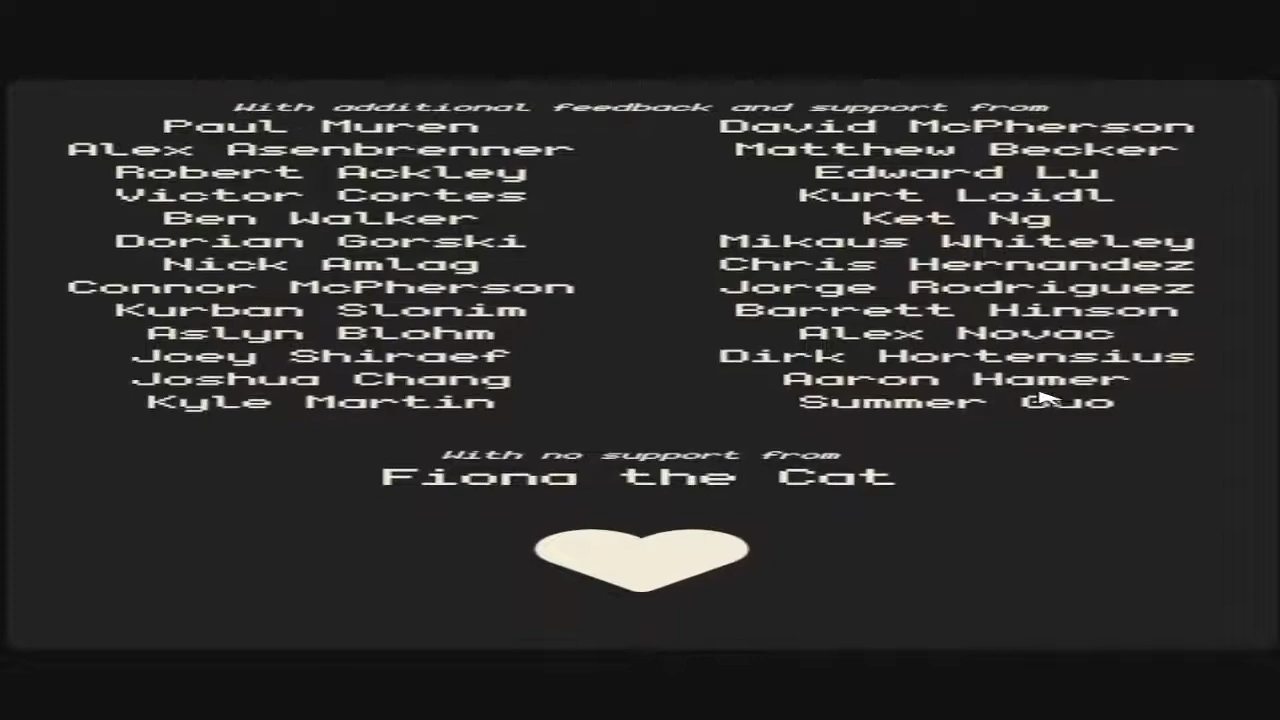 With additional feedback and support from
Paul Muren
Alex Asenbrenner
Robert Ackley
Victor Cortes
Ben Walker
Dorian Gorski
Nick Amlag
Connor McPherson
Kurban Slonim
Aslyn Blohm
Joey Shiraef
Joshua Chang
Kyle Martin
David McPherson
Matthew Becker
Edward Lu
Kurt Loidl
Ket Ng
Mikaus Whiteley
Chris Hernandez
Jorge Rodriguez
Barrett Hinson
Alex Novac
Dirk Hortensius
Aaron Hamer
Summer Guo
With no support from
Fiona the Cat